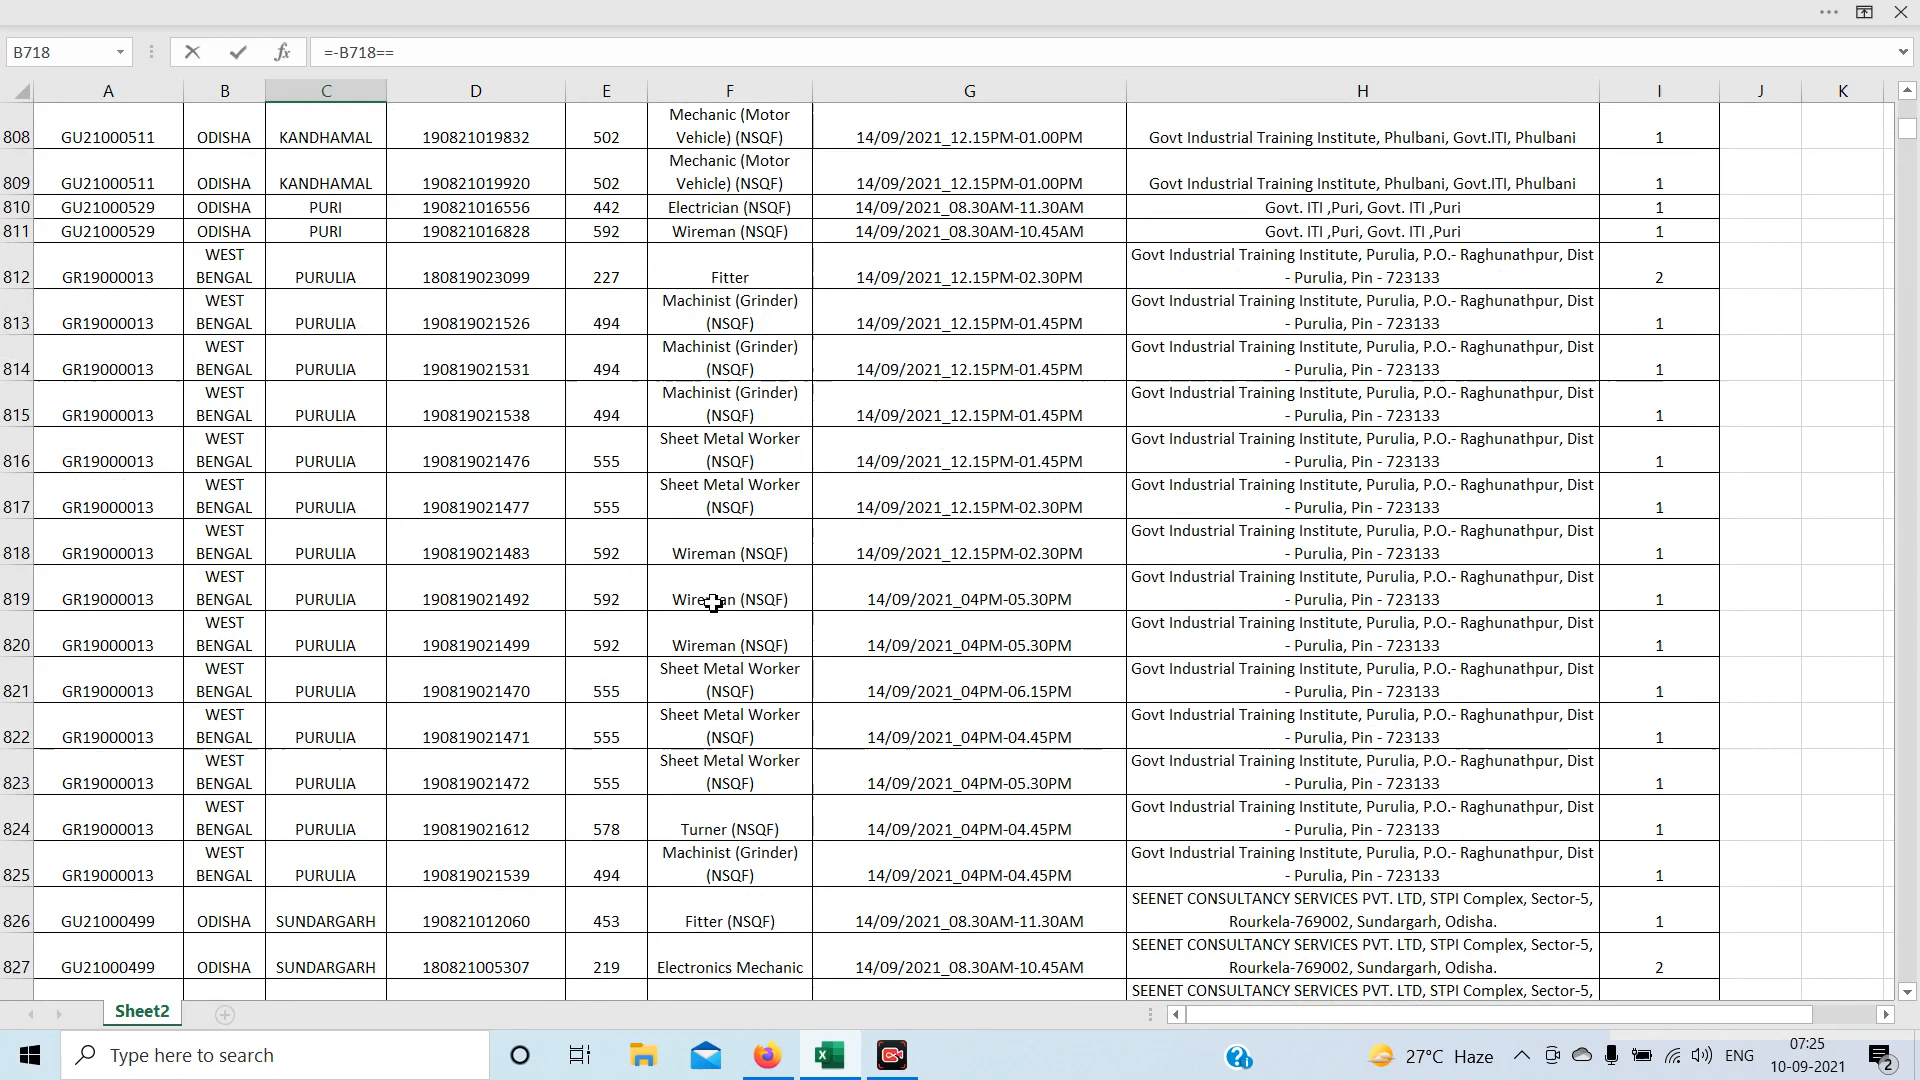 B718 =-B718==
A B C D E F G H I J K
808 GU21000511 ODISHA KANDHAMAL 190821019832 502 Mechanic (Motor Vehicle) (NSQF) 14/09/2021_12.15PM-01.00PM Govt Industrial Training Institute, Phulbani, Govt.ITI, Phulbani 1
809 GU21000511 ODISHA KANDHAMAL 190821019920 502 Mechanic (Motor Vehicle) (NSQF) 14/09/2021_12.15PM-01.00PM Govt Industrial Training Institute, Phulbani, Govt.ITI, Phulbani 1
810 GU21000529 ODISHA PURI 190821016556 442 Electrician (NSQF) 14/09/2021_08.30AM-11.30AM Govt. ITI ,Puri, Govt. ITI ,Puri 1
811 GU21000529 ODISHA PURI 190821016828 592 Wireman (NSQF) 14/09/2021_08.30AM-10.45AM Govt. ITI ,Puri, Govt. ITI ,Puri 1
812 GR19000013 WEST BENGAL PURULIA 180819023099 227 Fitter 14/09/2021_12.15PM-02.30PM Govt Industrial Training Institute, Purulia, P.O.- Raghunathpur, Dist - Purulia, Pin - 723133 2
813 GR19000013 WEST BENGAL PURULIA 190819021526 494 Machinist (Grinder) (NSQF) 14/09/2021_12.15PM-01.45PM Govt Industrial Training Institute, Purulia, P.O.- Raghunathpur, Dist - Purulia, Pin - 723133 1
814 GR19000013 WEST BENGAL PURULIA 190819021531 494 Machinist (Grinder) (NSQF) 14/09/2021_12.15PM-01.45PM Govt Industrial Training Institute, Purulia, P.O.- Raghunathpur, Dist - Purulia, Pin - 723133 1
815 GR19000013 WEST BENGAL PURULIA 190819021538 494 Machinist (Grinder) (NSQF) 14/09/2021_12.15PM-01.45PM Govt Industrial Training Institute, Purulia, P.O.- Raghunathpur, Dist - Purulia, Pin - 723133 1
816 GR19000013 WEST BENGAL PURULIA 190819021476 555 Sheet Metal Worker (NSQF) 14/09/2021_12.15PM-01.45PM Govt Industrial Training Institute, Purulia, P.O.- Raghunathpur, Dist - Purulia, Pin - 723133 1
817 GR19000013 WEST BENGAL PURULIA 190819021477 555 Sheet Metal Worker (NSQF) 14/09/2021_12.15PM-02.30PM Govt Industrial Training Institute, Purulia, P.O.- Raghunathpur, Dist - Purulia, Pin - 723133 1
818 GR19000013 WEST BENGAL PURULIA 190819021483 592 Wireman (NSQF) 14/09/2021_12.15PM-02.30PM Govt Industrial Training Institute, Purulia, P.O.- Raghunathpur, Dist - Purulia, Pin - 723133 1
819 GR19000013 WEST BENGAL PURULIA 190819021492 592 Wireman (NSQF) 14/09/2021_04PM-05.30PM Govt Industrial Training Institute, Purulia, P.O.- Raghunathpur, Dist - Purulia, Pin - 723133 1
820 GR19000013 WEST BENGAL PURULIA 190819021499 592 Wireman (NSQF) 14/09/2021_04PM-05.30PM Govt Industrial Training Institute, Purulia, P.O.- Raghunathpur, Dist - Purulia, Pin - 723133 1
821 GR19000013 WEST BENGAL PURULIA 190819021470 555 Sheet Metal Worker (NSQF) 14/09/2021_04PM-06.15PM Govt Industrial Training Institute, Purulia, P.O.- Raghunathpur, Dist - Purulia, Pin - 723133 1
822 GR19000013 WEST BENGAL PURULIA 190819021471 555 Sheet Metal Worker (NSQF) 14/09/2021_04PM-04.45PM Govt Industrial Training Institute, Purulia, P.O.- Raghunathpur, Dist - Purulia, Pin - 723133 1
823 GR19000013 WEST BENGAL PURULIA 190819021472 555 Sheet Metal Worker (NSQF) 14/09/2021_04PM-05.30PM Govt Industrial Training Institute, Purulia, P.O.- Raghunathpur, Dist - Purulia, Pin - 723133 1
824 GR19000013 WEST BENGAL PURULIA 190819021612 578 Turner (NSQF) 14/09/2021_04PM-04.45PM Govt Industrial Training Institute, Purulia, P.O.- Raghunathpur, Dist - Purulia, Pin - 723133 1
825 GR19000013 WEST BENGAL PURULIA 190819021539 494 Machinist (Grinder) (NSQF) 14/09/2021_04PM-04.45PM Govt Industrial Training Institute, Purulia, P.O.- Raghunathpur, Dist - Purulia, Pin - 723133 1
826 GU21000499 ODISHA SUNDARGARH 190821012060 453 Fitter (NSQF) 14/09/2021_08.30AM-11.30AM SEENET CONSULTANCY SERVICES PVT. LTD, STPI Complex, Sector-5, Rourkela-769002, Sundargarh, Odisha. 1
827 GU21000499 ODISHA SUNDARGARH 180821005307 219 Electronics Mechanic 14/09/2021_08.30AM-10.45AM SEENET CONSULTANCY SERVICES PVT. LTD, STPI Complex, Sector-5, Rourkela-769002, Sundargarh, Odisha. 2
SEENET CONSULTANCY SERVICES PVT. LTD, STPI Complex, Sector-5,
Sheet2
Type here to search
27°C Haze
ENG
07:25
10-09-2021
2